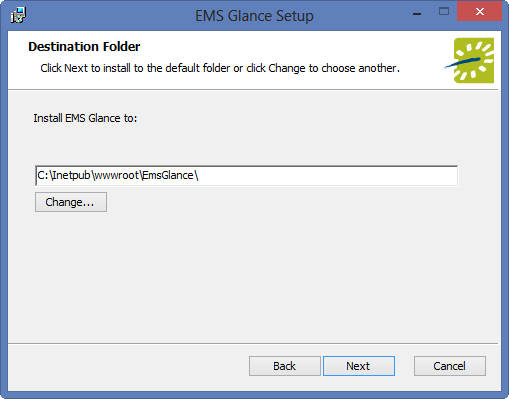 EMS Glance Setup
Destination Folder
Click Next to install to the default folder or click Change to choose another.
Install EMS Glance to:
C:\Inetpub\wwwroot\EmsGlance\
Change...
Back Next Cancel